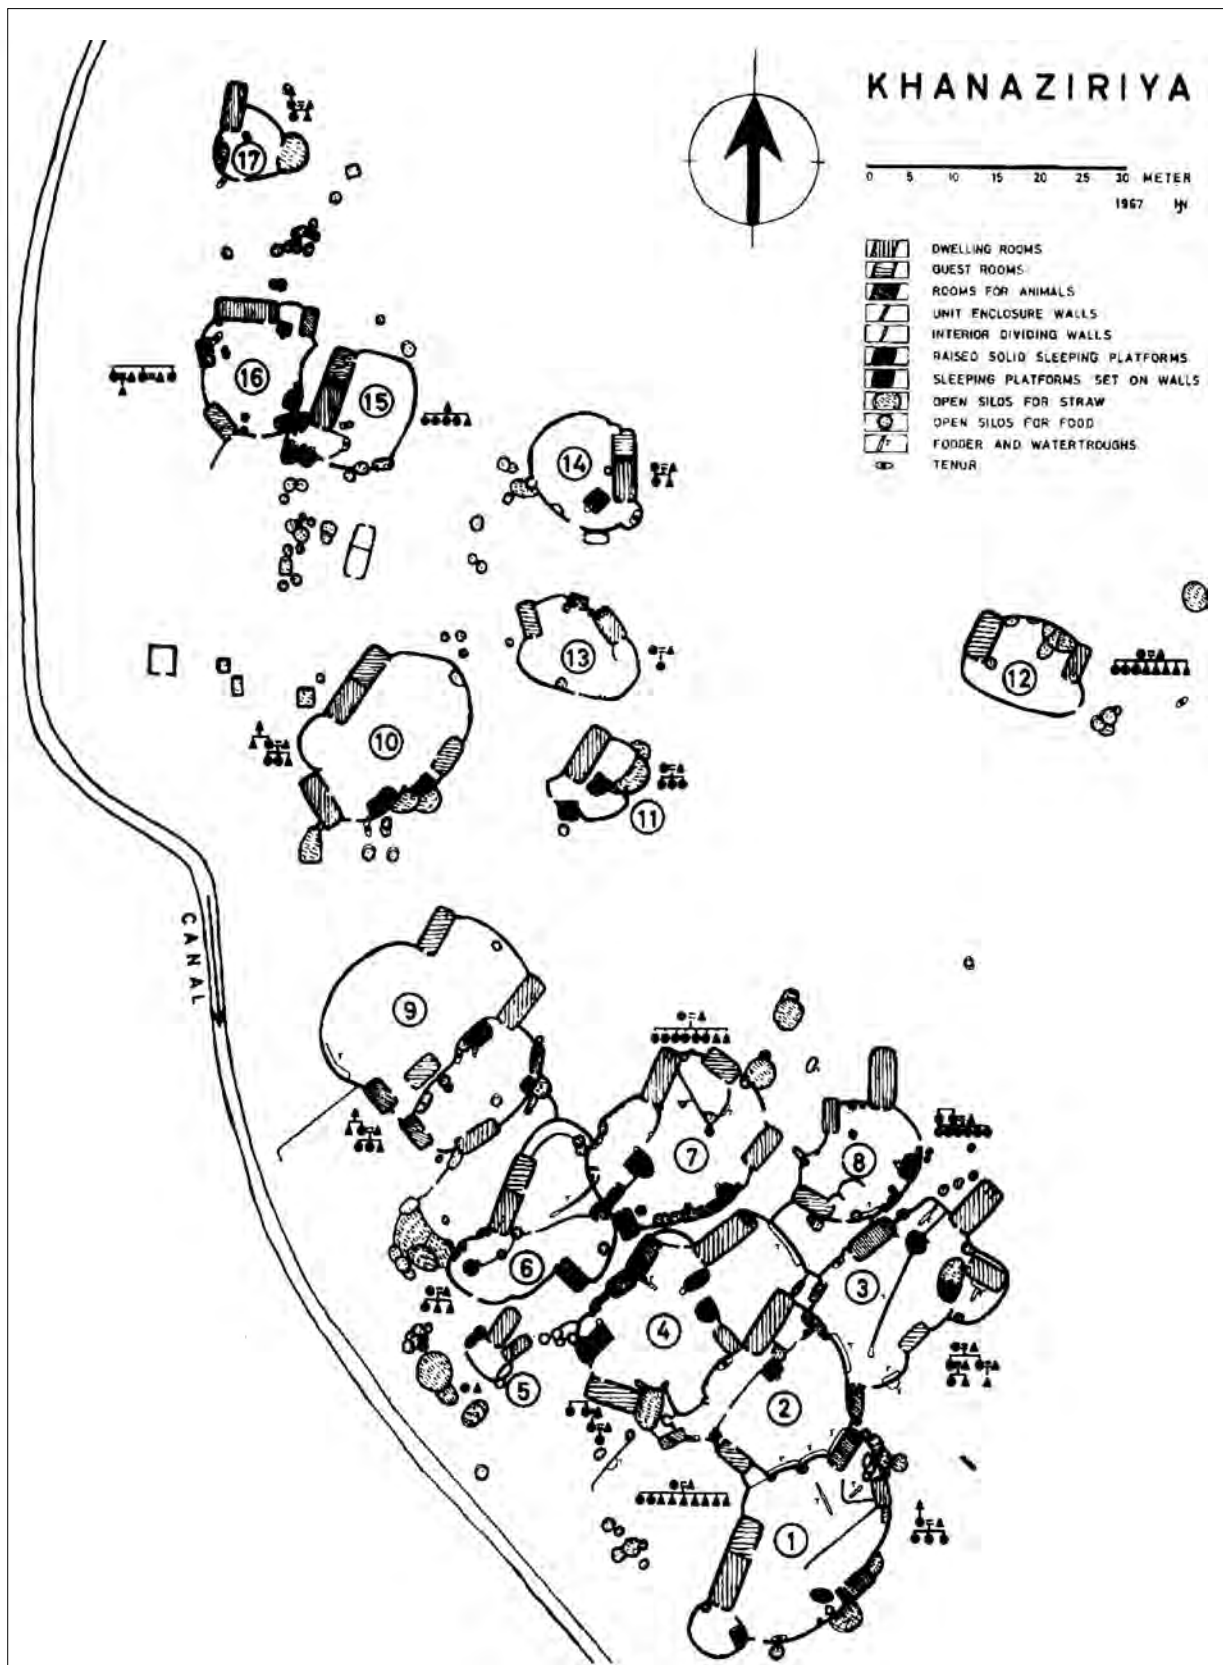 KHANAZIRIYA
0 5 10 15 20 25 30 METER
1967
DWELLING ROOMS
GUEST ROOMS
ROOMS FOR ANIMALS
UNIT ENCLOSURE WALLS
INTERIOR DIVIDING WALLS
RAISED SOLID SLEEPING PLATFORMS
SLEEPING PLATFORMS SET ON WALLS
OPEN SILOS FOR STRAW
OPEN SILOS FOR FOOD
FODDER AND WATERTROUGHS
TENUR
17
16
15
14
13
12
10
11
CANAL
9
7
8
6
3
4
5
2
1